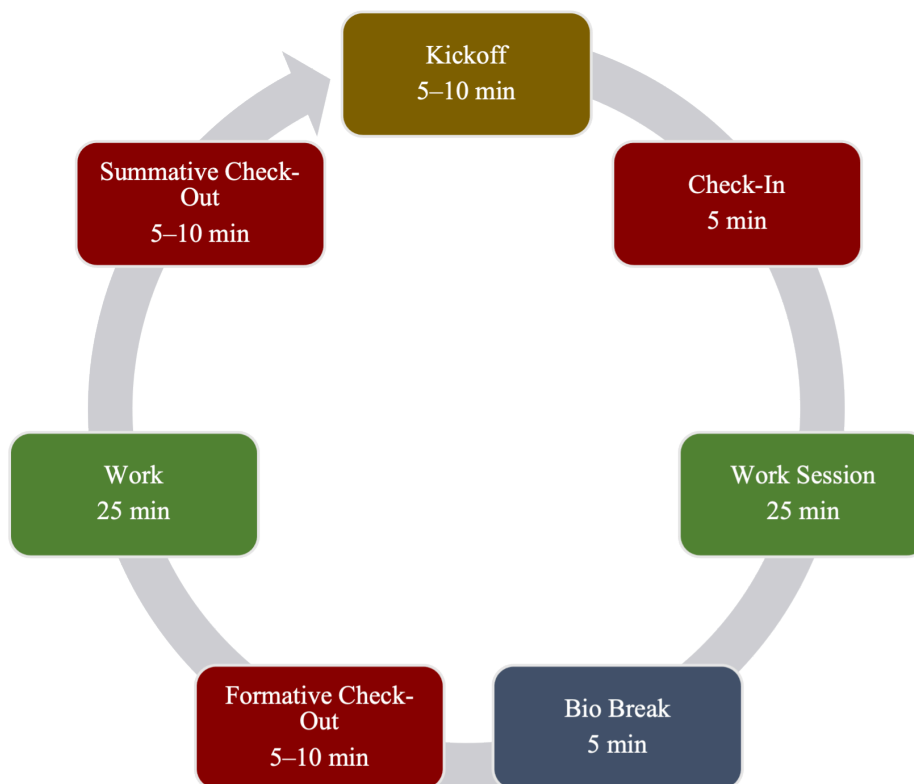 Kickoff
5–10 min
Check-In
5 min
Work Session
25 min
Bio Break
5 min
Formative Check-
Out
5–10 min
Work
25 min
Summative Check-
Out
5–10 min